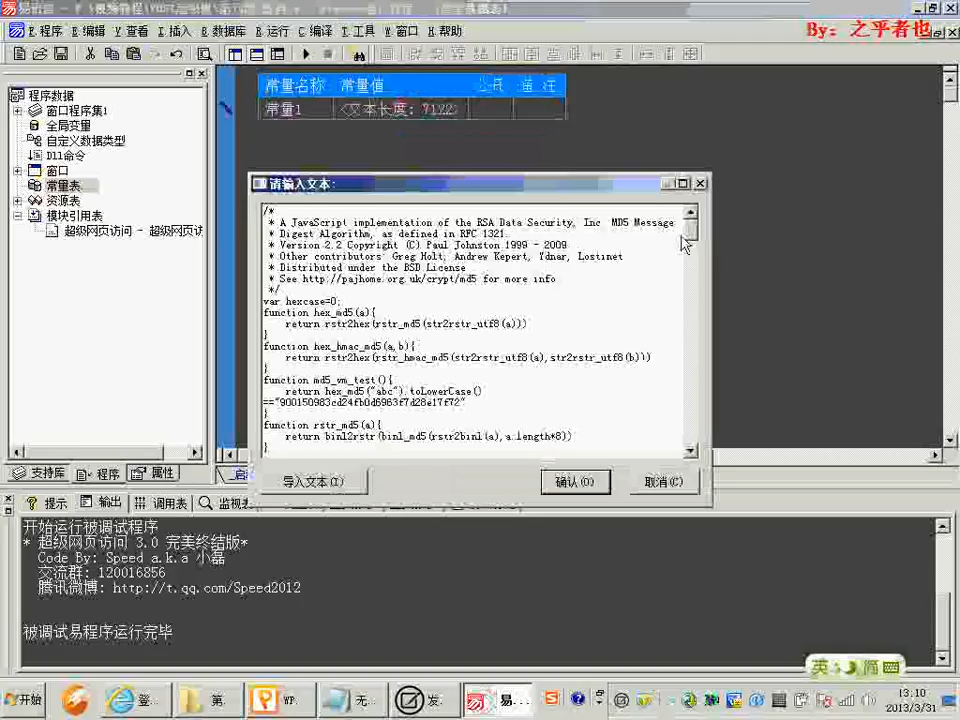 By: 之乎者也
E.程序 B.编辑 V.查看 I.插入 B.数据库 R.运行 C.编译 T.工具 W.窗口 H.帮助
常量名称 常量值 公开 备 注
常量1 <文本长度: 7122>
程序数据
窗口程序集1
全局变量
自定义数据类型
Dll命令
窗口
常量表...
资源表
模块引用表
超级网页访问 - 超级网页访
请输入文本:
/*
* A JavaScript implementation of the RSA Data Security, Inc MD5 Message
* Digest Algorithm, as defined in RFC 1321.
* Version 2.2 Copyright (C) Paul Johnston 1999 - 2009
* Other contributors: Greg Holt, Andrew Kepert, Ydnar, Lostinet
* Distributed under the BSD License
* See http://pajhome.org.uk/crypt/md5 for more info
*/
var hexcase=0;
function hex_md5(a){
return rstr2hex(rstr_md5(str2rstr_utf8(a)))
}
function hex_hmac_md5(a,b){
return rstr2hex(rstr_hmac_md5(str2rstr_utf8(a),str2rstr_utf8(b)))
}
function md5_vm_test(){
return hex_md5("abc").toLowerCase()
=="900150983cd24fb0d6963f7d28e17f72"
}
function rstr_md5(a){
return binl2rstr(binl_md5(rstr2binl(a),a.length*8))
}
导入文本(I) 确认(O) 取消(C)
支持库 程序 属性
提示 输出 调用表 监视表
开始运行被调试程序
* 超级网页访问 3.0 完美终结版*
Code By: Speed a.k.a 小磊
交流群: 120016856
腾讯微博: http://t.qq.com/Speed2012
被调试易程序运行完毕
英 简
开始 登... 第... WP... 无... 发... 易...
13:10
2013/3/31